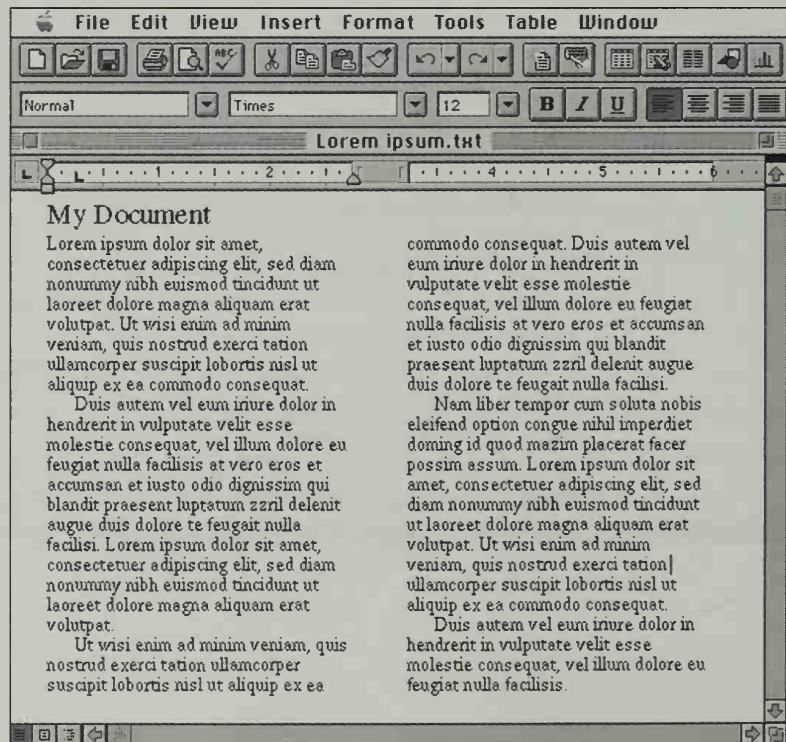 File Edit View Insert Format Tools Table Window
ABC
Normal Times 12 B I U
Lorem ipsum.txt
L L 1 2 4 5 6
My Document
Lorem ipsum dolor sit amet,
consectetuer adipiscing elit, sed diam
nonummy nibh euismod tincidunt ut
laoreet dolore magna aliquam erat
volutpat. Ut wisi enim ad minim
veniam, quis nostrud exerci tation
ullamcorper suscipit lobortis nisl ut
aliquip ex ea commodo consequat.
Duis autem vel eum iriure dolor in
hendrerit in vulputate velit esse
molestie consequat, vel illum dolore eu
feugiat nulla facilisis at vero eros et
accumsan et iusto odio dignissim qui
blandit praesent luptatum zzril delenit
augue duis dolore te feugait nulla
facilisi. Lorem ipsum dolor sit amet,
consectetuer adipiscing elit, sed diam
nonummy nibh euismod tincidunt ut
laoreet dolore magna aliquam erat
volutpat.
Ut wisi enim ad minim veniam, quis
nostrud exerci tation ullamcorper
suscipit lobortis nisl ut aliquip ex ea
commodo consequat. Duis autem vel
eum iriure dolor in hendrerit in
vulputate velit esse molestie
consequat, vel illum dolore eu feugiat
nulla facilisis at vero eros et accumsan
et iusto odio dignissim qui blandit
praesent luptatum zzril delenit augue
duis dolore te feugait nulla facilisi.
Nam liber tempor cum soluta nobis
eleifend option congue nihil imperdiet
doming id quod mazim placerat facer
possim assum. Lorem ipsum dolor sit
amet, consectetuer adipiscing elit, sed
diam nonummy nibh euismod tincidunt
ut laoreet dolore magna aliquam erat
volutpat. Ut wisi enim ad minim
veniam, quis nostrud exerci tation
ullamcorper suscipit lobortis nisl ut
aliquip ex ea commodo consequat.
Duis autem vel eum iriure dolor in
hendrerit in vulputate velit esse
molestie consequat, vel illum dolore eu
feugiat nulla facilisis.